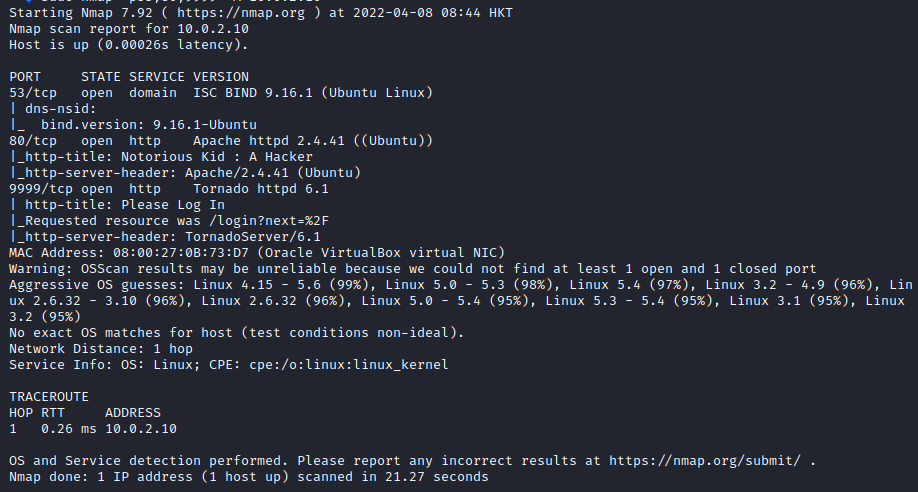 Starting Nmap 7.92 ( https://nmap.org ) at 2022-04-08 08:44 HKT
Nmap scan report for 10.0.2.10
Host is up (0.00026s latency).

PORT     STATE SERVICE VERSION
53/tcp   open  domain  ISC BIND 9.16.1 (Ubuntu Linux)
| dns-nsid:
|_  bind.version: 9.16.1-Ubuntu
80/tcp   open  http    Apache httpd 2.4.41 ((Ubuntu))
|_http-title: Notorious Kid : A Hacker
|_http-server-header: Apache/2.4.41 (Ubuntu)
9999/tcp open  http    Tornado httpd 6.1
| http-title: Please Log In
|_Requested resource was /login?next=%2F
|_http-server-header: TornadoServer/6.1
MAC Address: 08:00:27:0B:73:D7 (Oracle VirtualBox virtual NIC)
Warning: OSScan results may be unreliable because we could not find at least 1 open and 1 closed port
Aggressive OS guesses: Linux 4.15 - 5.6 (99%), Linux 5.0 - 5.3 (98%), Linux 5.4 (97%), Linux 3.2 - 4.9 (96%), Lin
ux 2.6.32 - 3.10 (96%), Linux 2.6.32 (96%), Linux 5.0 - 5.4 (95%), Linux 5.3 - 5.4 (95%), Linux 3.1 (95%), Linux
3.2 (95%)
No exact OS matches for host (test conditions non-ideal).
Network Distance: 1 hop
Service Info: OS: Linux; CPE: cpe:/o:linux:linux_kernel

TRACEROUTE
HOP RTT     ADDRESS
1   0.26 ms 10.0.2.10

OS and Service detection performed. Please report any incorrect results at https://nmap.org/submit/ .
Nmap done: 1 IP address (1 host up) scanned in 21.27 seconds